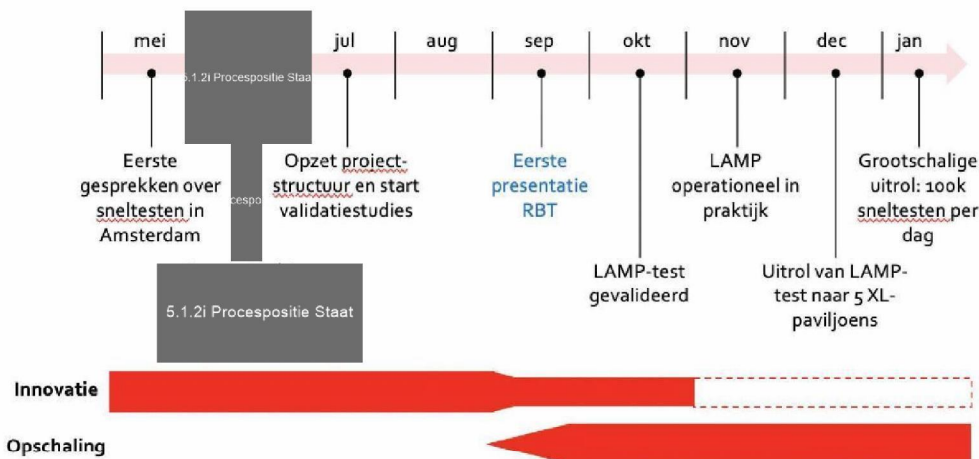 mei
jul
aug
sep
okt
nov
dec
jan
5.1.2i Procespositie Staat
Eerste
gesprekken over
sneltesten in
Amsterdam
Opzet project-
structuur en start
validatiestudies
Eerste
presentatie
RBT
LAMP-test
gevalideerd
LAMP
operationeel in
praktijk
Uitrol van LAMP-
test naar 5 XL-
paviljoens
Grootschalige
uitrol: 100k
sneltesten per
dag
5.1.2i Procespositie Staat
Innovatie
Opschaling